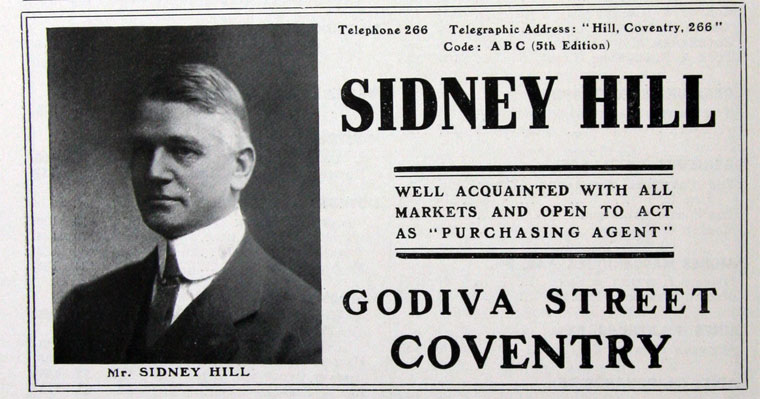 Telephone 266 Telegraphic Address: "Hill, Coventry, 266"
Code: ABC (5th Edition)
SIDNEY HILL
WELL ACQUAINTED WITH ALL
MARKETS AND OPEN TO ACT
AS "PURCHASING AGENT"
GODIVA STREET
COVENTRY
Mr. SIDNEY HILL